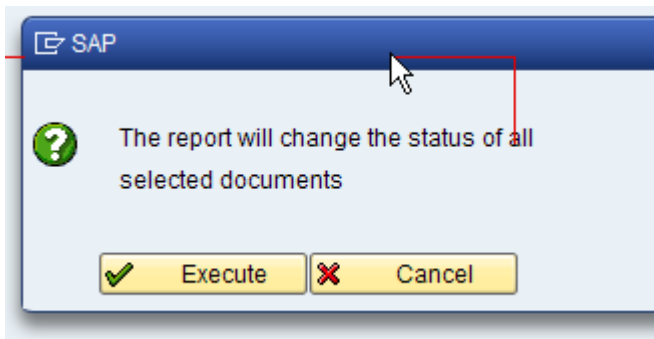 SAP
The report will change the status of all
selected documents
Execute Cancel